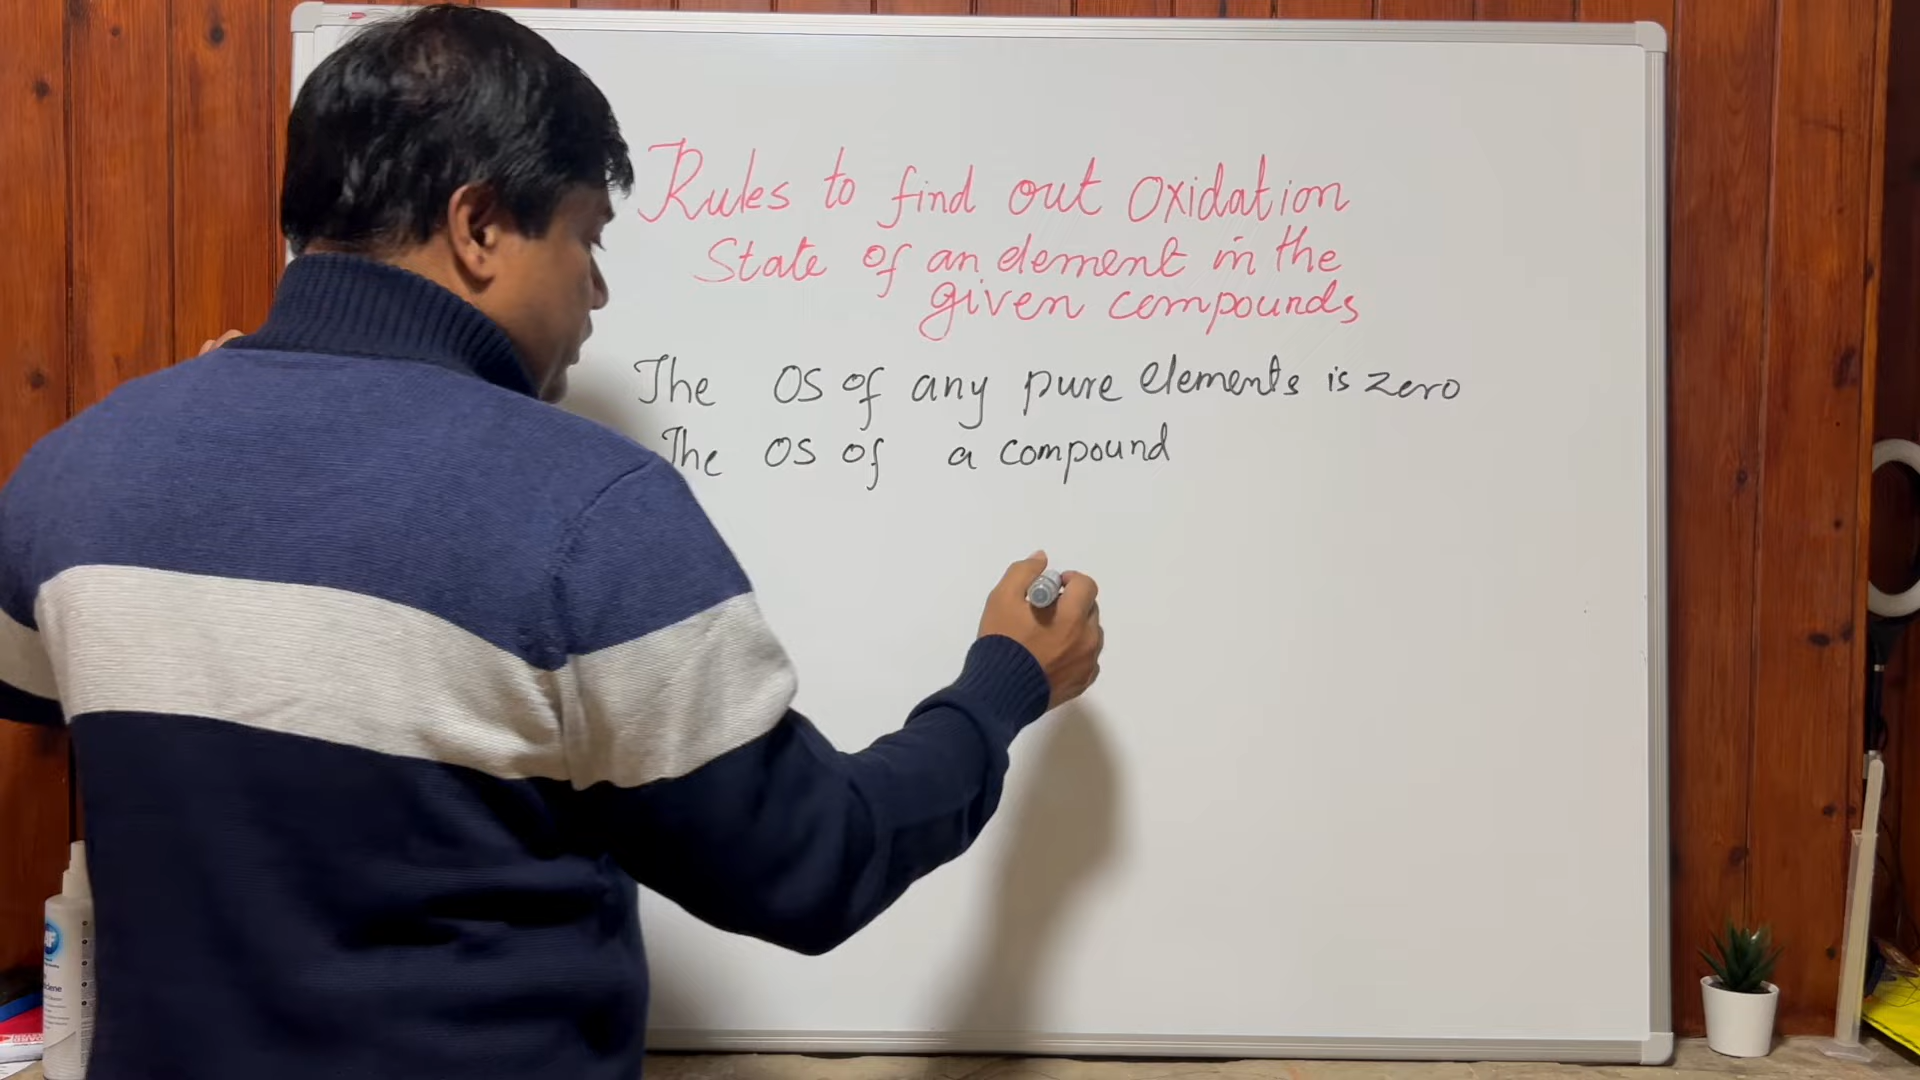 Rules to find out Oxidation
State of an element in the
given compounds
The OS of any pure elements is zero
The OS of a compound